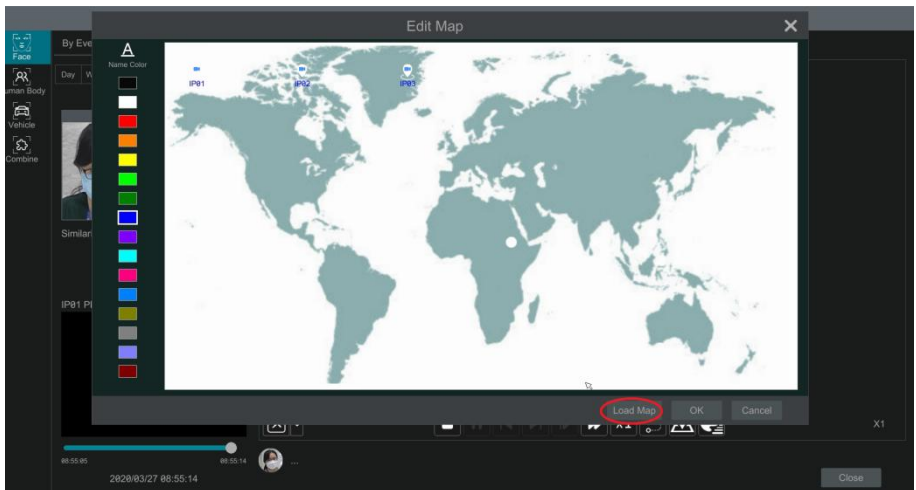 Edit Map
Face
By Eve
A
Name Color
Day W
IP01
IP02
IP03
uman Body
Vehicle
Combine
Similar
IP01 Pl
Load Map
OK
Cancel
X1
X1
08:55:05
08:55:14
...
2020/03/27 08:55:14
Close